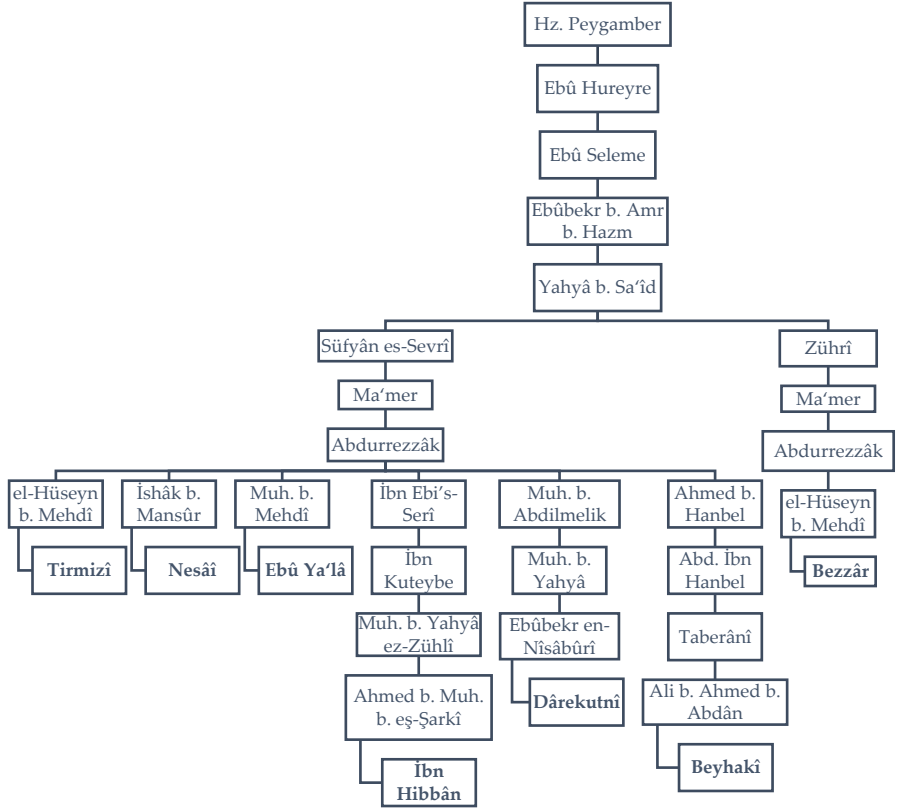 Hz. Peygamber
Ebû Hureyre
Ebû Seleme
Ebûbekr b. Amr
b. Hazm
Yahyâ b. Sa‘îd
Süfyân es-Sevrî
Zührî
Ma‘mer
Ma‘mer
Abdurrezzâk
Abdurrezzâk
el-Hüseyn
b. Mehdî
İshâk b.
Mansûr
Muh. b.
Mehdî
İbn Ebi’s-
Serî
Muh. b.
Abdilmelik
Ahmed b.
Hanbel
el-Hüseyn
b. Mehdî
Tirmizî
Nesâî
Ebû Ya‘lâ
İbn
Kuteybe
Muh. b.
Yahyâ
Abd. İbn
Hanbel
Bezzâr
Muh. b. Yahyâ
ez-Zühlî
Ebûbekr en-
Nîsâbûrî
Taberânî
Ahmed b. Muh.
b. eş-Şarkî
Dârekutnî
Ali b. Ahmed b.
Abdân
İbn
Hibbân
Beyhakî